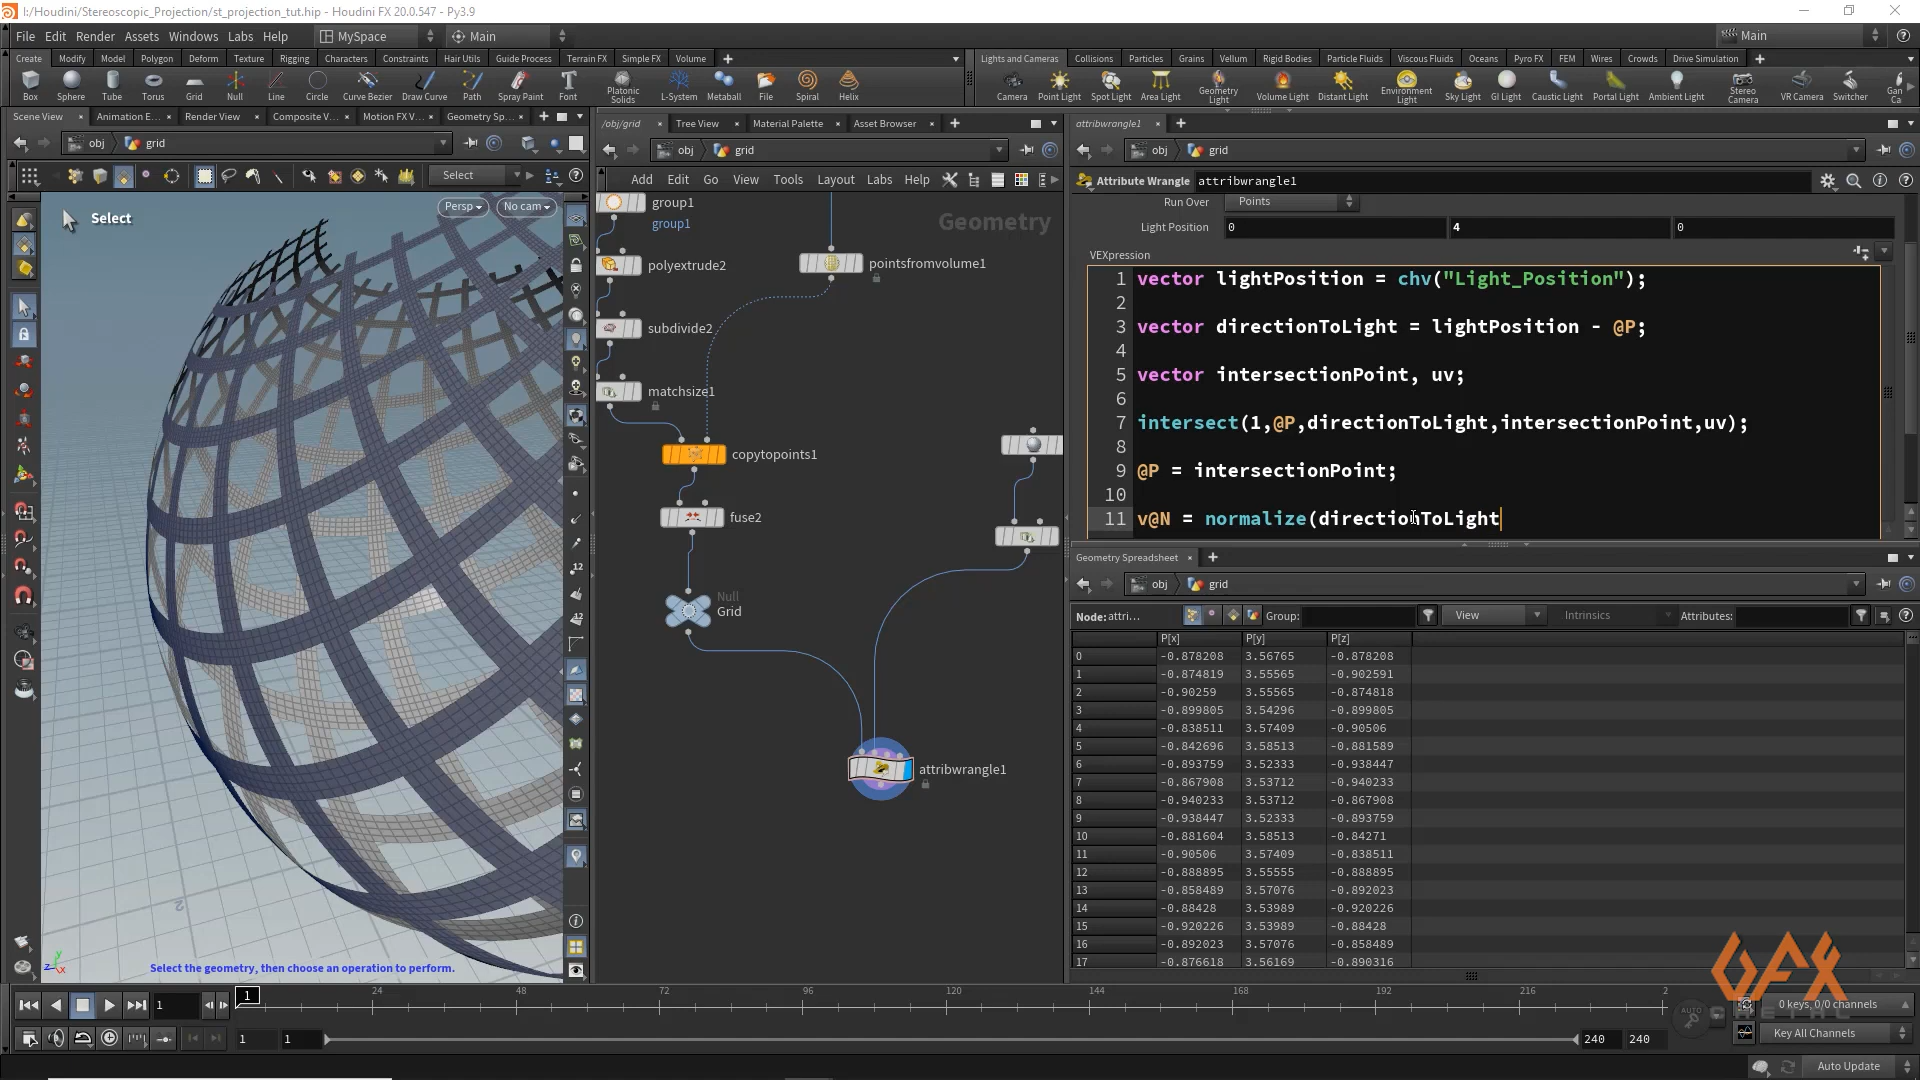 I:/Houdini/Stereoscopic_Projection/st_projection_tut.hip - Houdini FX 20.0.547 - Py3.9
File Edit Render Assets Windows Labs Help MySpace Main Main
Create Modify Model Polygon Deform Texture Rigging Characters Constraints Hair Utils Guide Process Terrain FX Simple FX Volume
Lights and Cameras Collisions Particles Grains Vellum Rigid Bodies Particle Fluids Viscous Fluids Oceans Pyro FX FEM Wires Crowds Drive Simulation
Box Sphere Tube Torus Grid Null Line Circle Curve Bezier Draw Curve Path Spray Paint Font Platonic Solids L-System Metaball File Spiral Helix
Camera Point Light Spot Light Area Light Geometry Light Volume Light Distant Light Environment Light Sky Light GI Light Caustic Light Portal Light Ambient Light Stereo Camera VR Camera Switcher Gan Ca
Scene View Animation E... Render View Composite V... Motion FX V... Geometry Sp...
obj grid
Select
Select
Persp No cam
Select the geometry, then choose an operation to perform.
/obj/grid Tree View Material Palette Asset Browser
obj grid
Add Edit Go View Tools Layout Labs Help
Geometry
group1
group1
polyextrude2
pointsfromvolume1
subdivide2
matchsize1
copytopoints1
fuse2
Null
Grid
attribwrangle1
attribwrangle1
obj grid
Attribute Wrangle attribwrangle1
Run Over Points
Light Position 0 4 0
VEXpression
1 vector lightPosition = chv("Light_Position");
2
3 vector directionToLight = lightPosition - @P;
4
5 vector intersectionPoint, uv;
6
7 intersect(1,@P,directionToLight,intersectionPoint,uv);
8
9 @P = intersectionPoint;
10
11 v@N = normalize(directionToLight
Geometry Spreadsheet
obj grid
Node: attri... Group: View Intrinsics Attributes:
P[x] P[y] P[z]
0 -0.878208 3.56765 -0.878208
1 -0.874819 3.55565 -0.902591
2 -0.90259 3.55565 -0.874818
3 -0.899805 3.54296 -0.899805
4 -0.838511 3.57409 -0.90506
5 -0.842696 3.58513 -0.881589
6 -0.893759 3.52333 -0.938447
7 -0.867908 3.53712 -0.940233
8 -0.940233 3.53712 -0.867908
9 -0.938447 3.52333 -0.893759
10 -0.881604 3.58513 -0.84271
11 -0.90506 3.57409 -0.838511
12 -0.888895 3.55555 -0.888895
13 -0.858489 3.57076 -0.892023
14 -0.88428 3.53989 -0.920226
15 -0.920226 3.53989 -0.88428
16 -0.892023 3.57076 -0.858489
17 -0.876618 3.56169 -0.890316
1 1 24 48 72 96 120 144 168 192 216 2
0 keys, 0/0 channels
1 1 240 240
Key All Channels
Auto Update